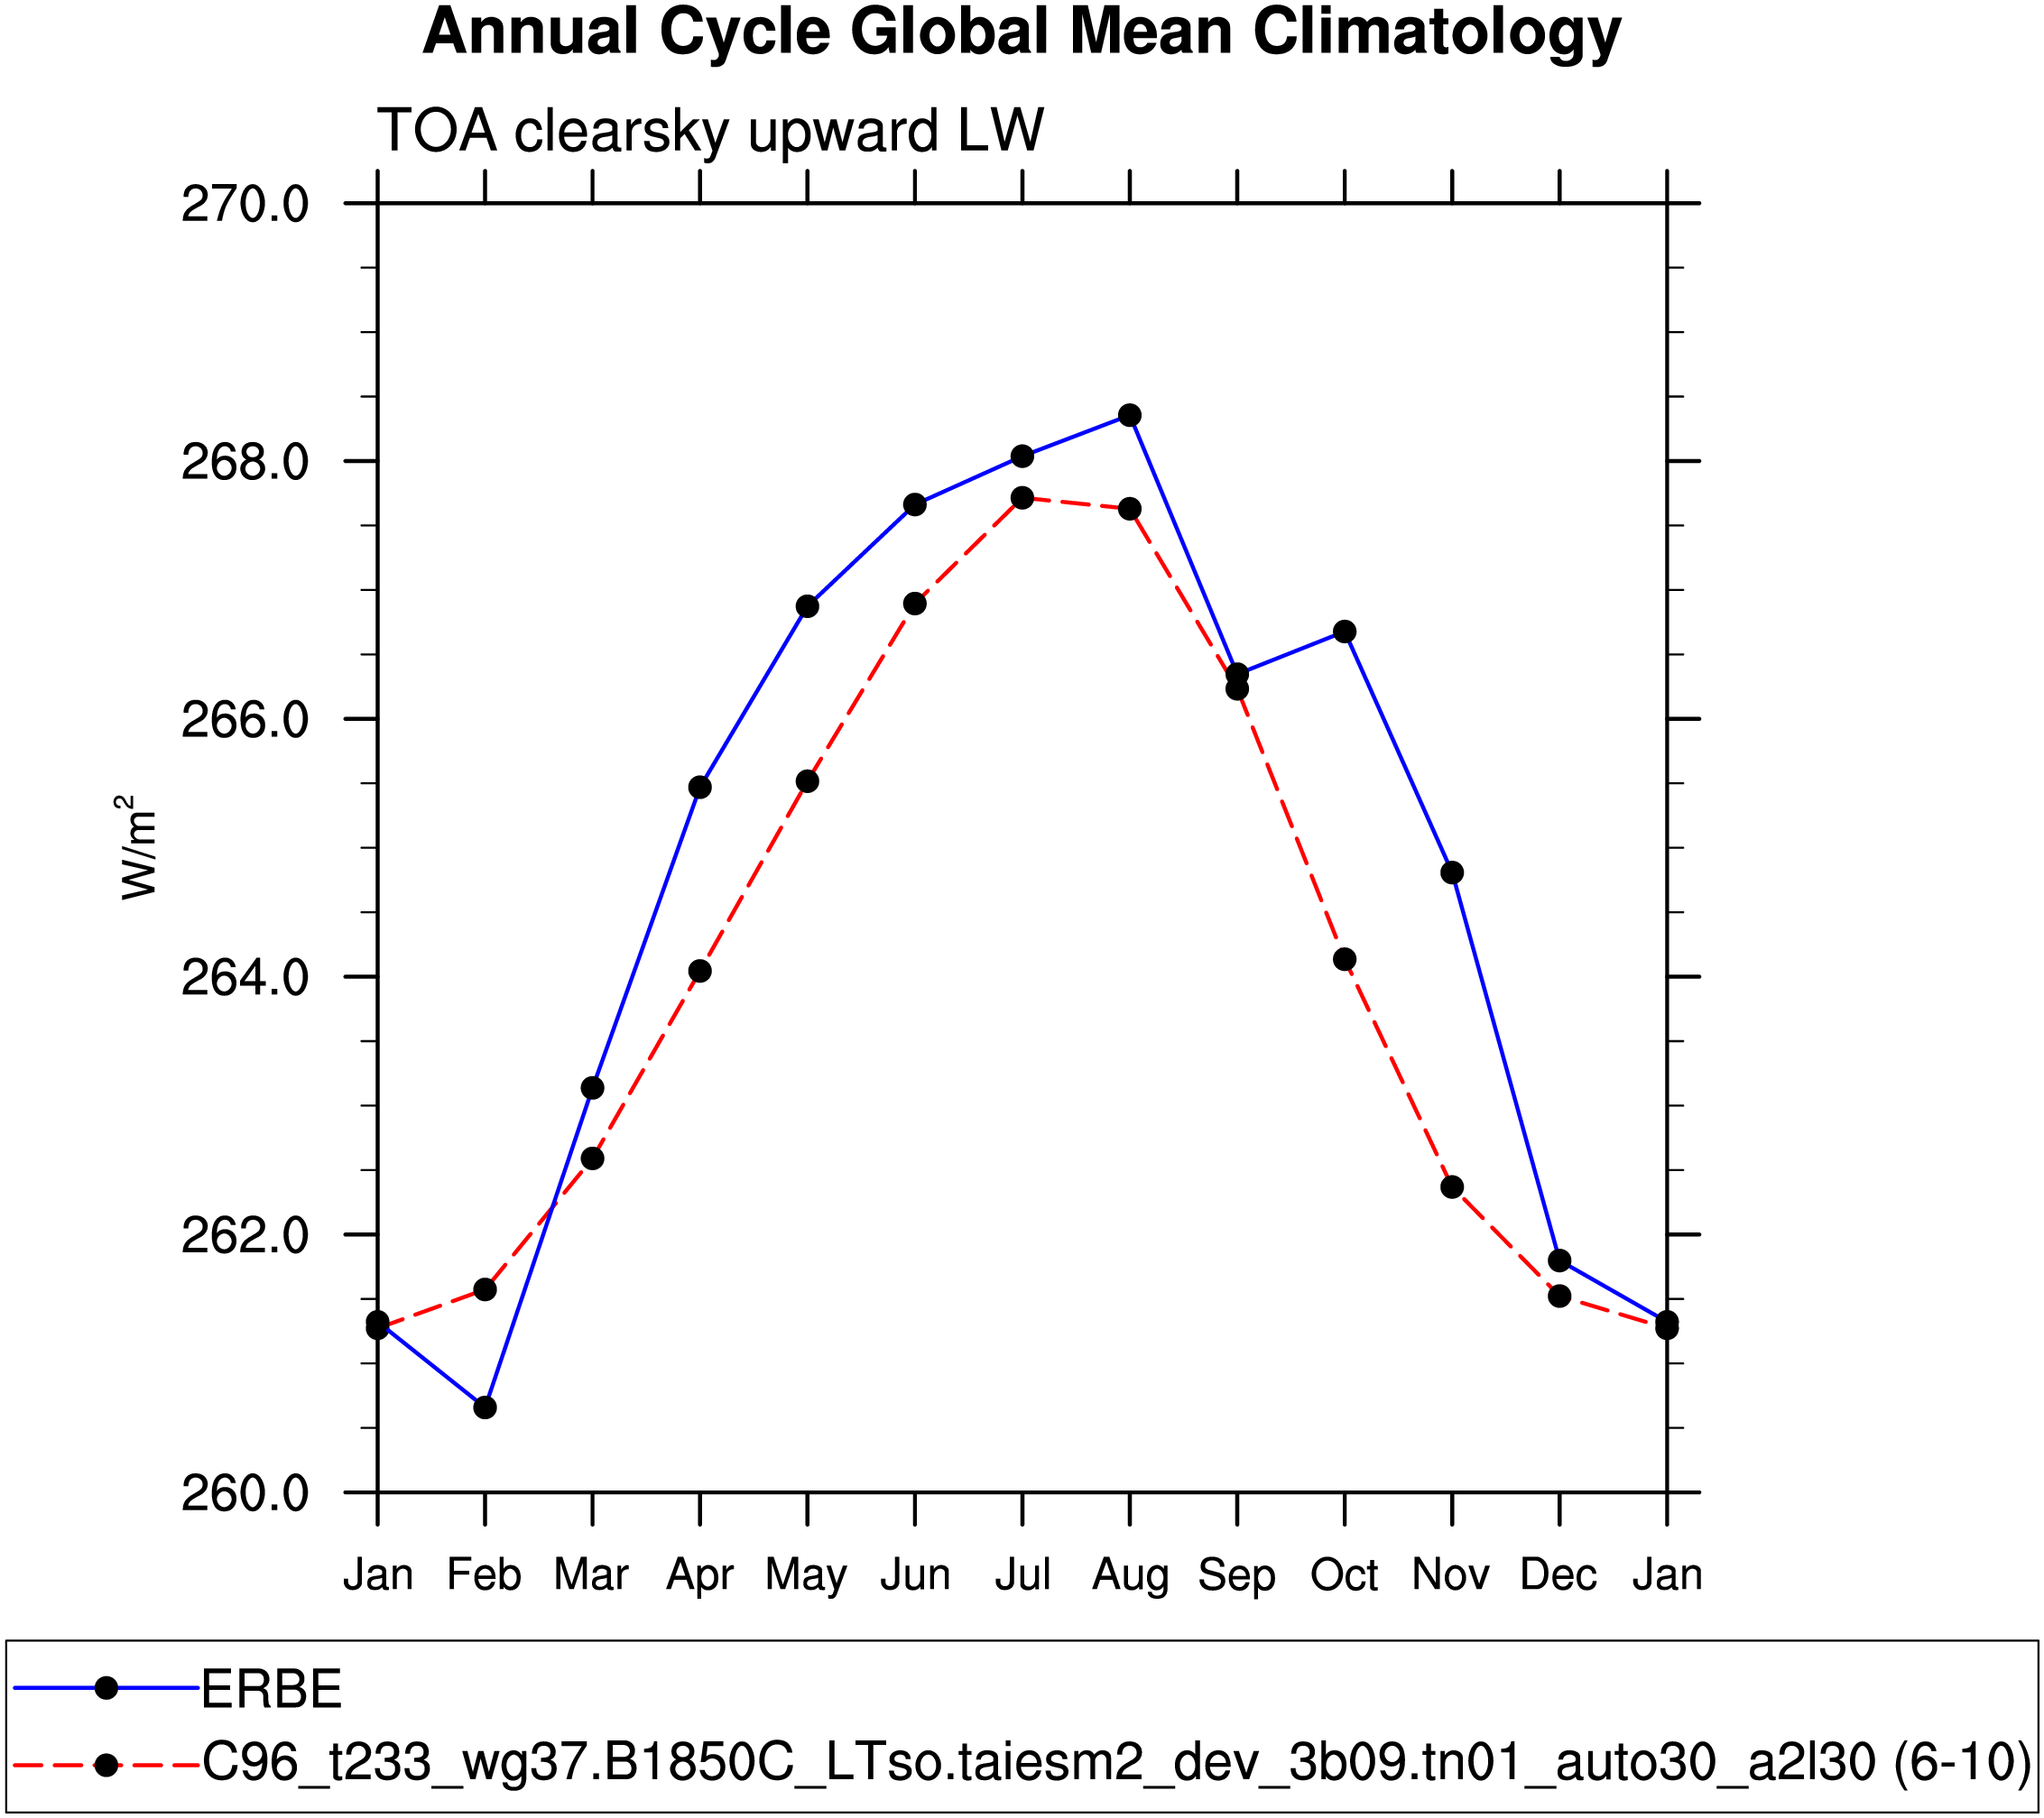 Annual Cycle Global Mean Climatology
TOA clearsky upward LW
270.0
268.0
266.0
264.0
262.0
260.0
W/m²
Jan Feb Mar Apr May Jun Jul Aug Sep Oct Nov Dec Jan
ERBE
C96_t233_wg37.B1850C_LTso.taiesm2_dev_3b09.tn01_auto30_a2l30 (6-10)